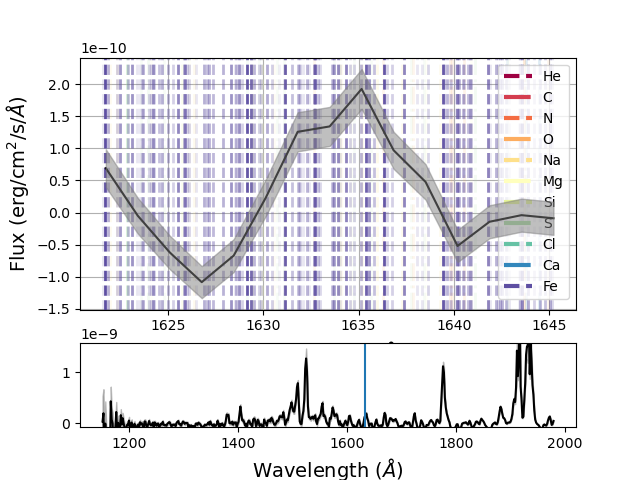 1e−10
Flux (erg/cm²/s/Å)
2.0
1.5
1.0
0.5
0.0
−0.5
−1.0
−1.5
He
C
N
O
Na
Mg
Si
S
Cl
Ca
Fe
1625 1630 1635 1640 1645
1e−9
1
0
1200 1400 1600 1800 2000
Wavelength (Å)